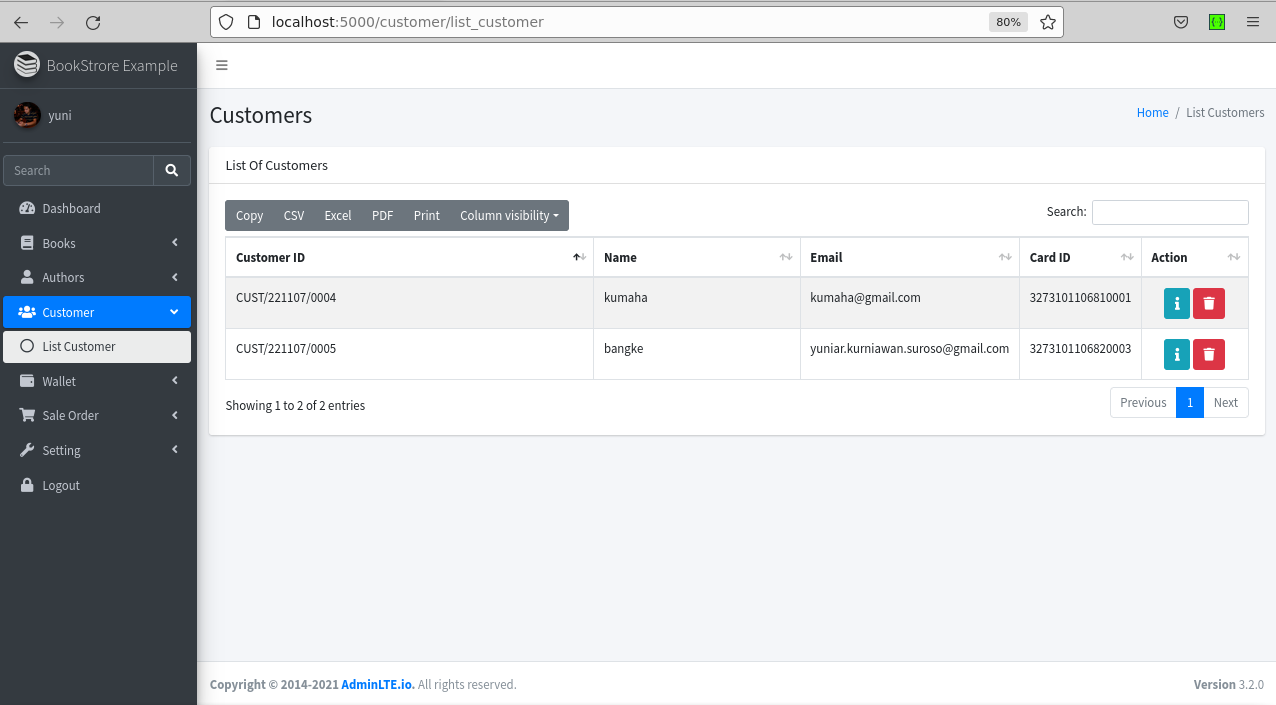 localhost:5000/customer/list_customer 80%
BookStrore Example
yuni
Search
Dashboard
Books
Authors
Customer
List Customer
Wallet
Sale Order
Setting
Logout
Customers
Home / List Customers
List Of Customers
Copy CSV Excel PDF Print Column visibility
Search:
Customer ID Name Email Card ID Action
CUST/221107/0004 kumaha kumaha@gmail.com 3273101106810001
CUST/221107/0005 bangke yuniar.kurniawan.suroso@gmail.com 3273101106820003
Showing 1 to 2 of 2 entries
Previous 1 Next
Copyright © 2014-2021 AdminLTE.io. All rights reserved.
Version 3.2.0